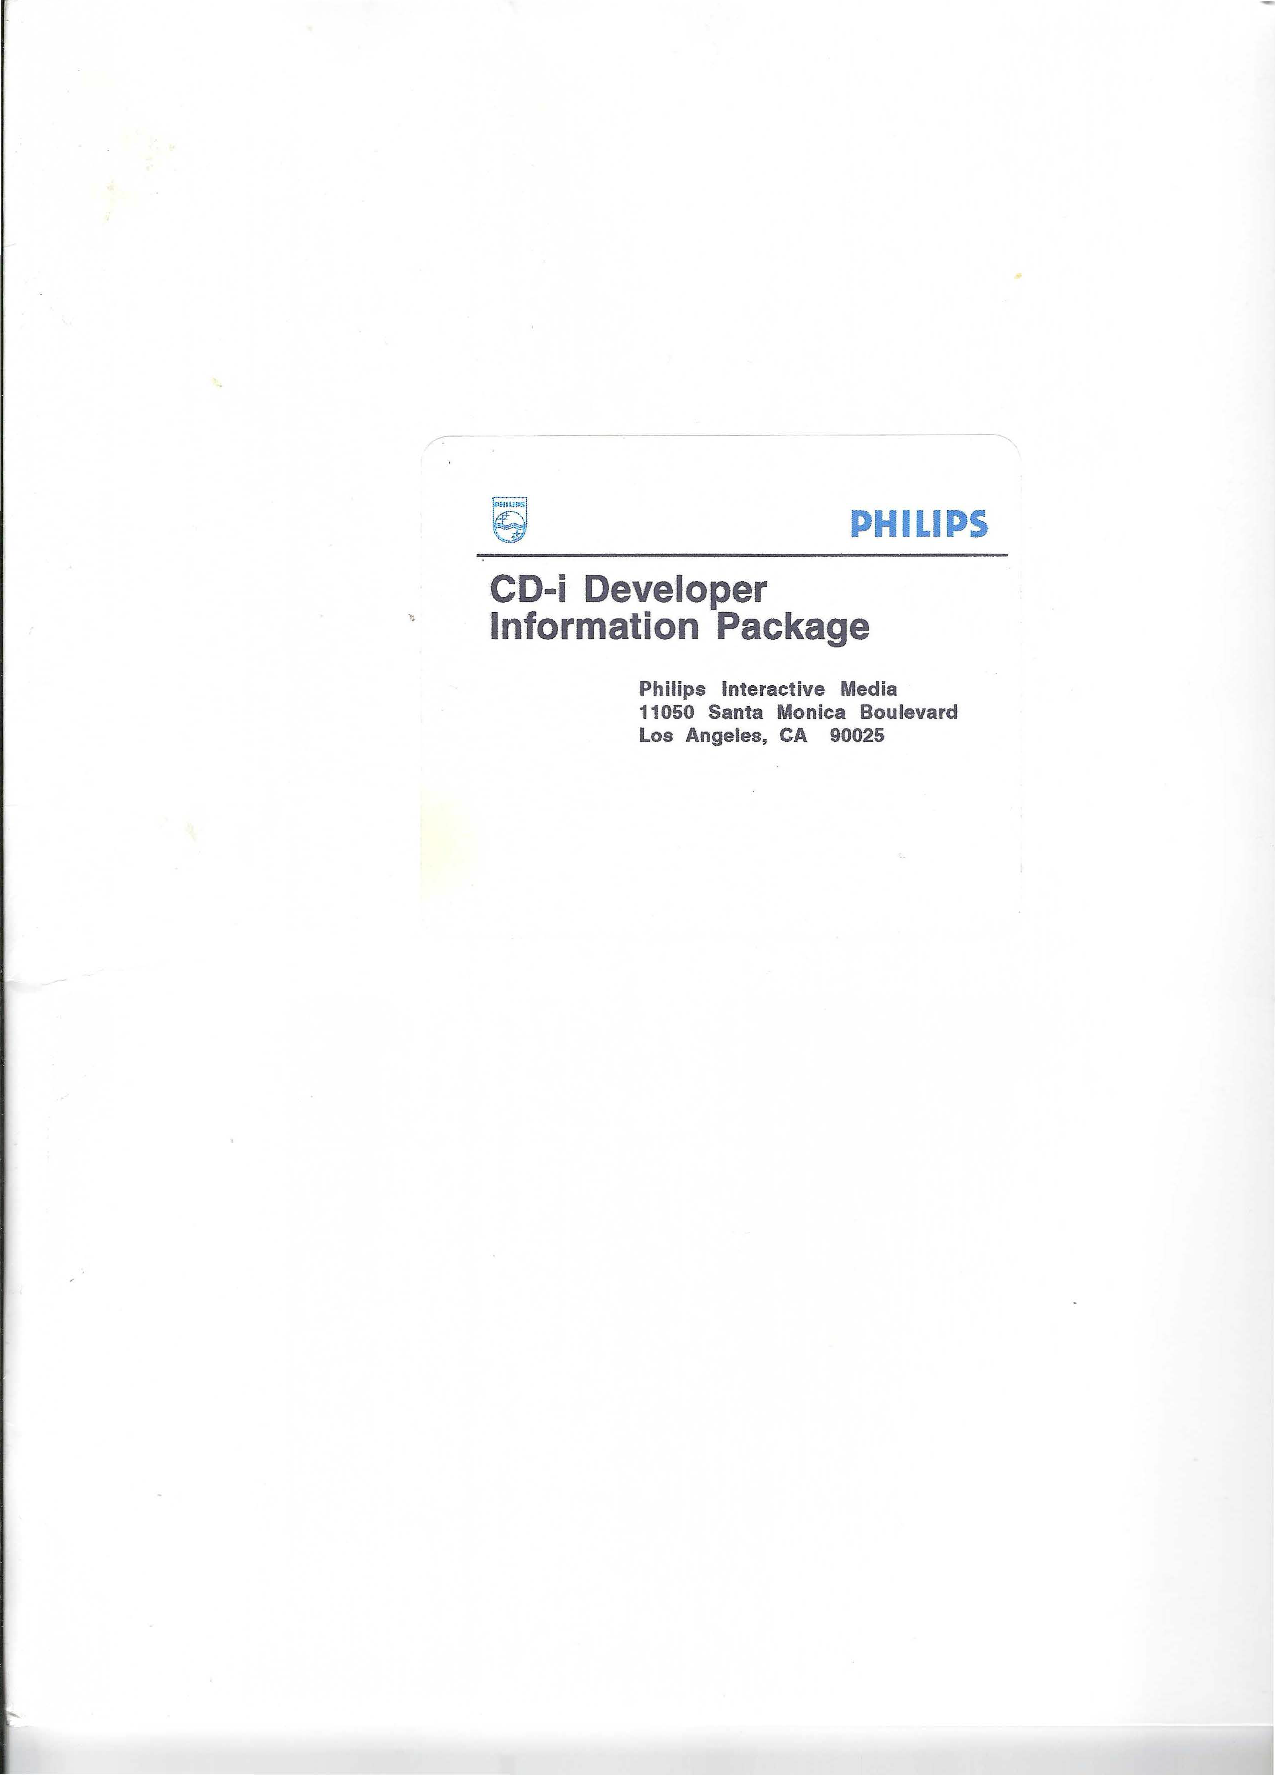 PHILIPS
PHILIPS
CD-i Developer
Information Package
Philips Interactive Media
11050 Santa Monica Boulevard
Los Angeles, CA 90025